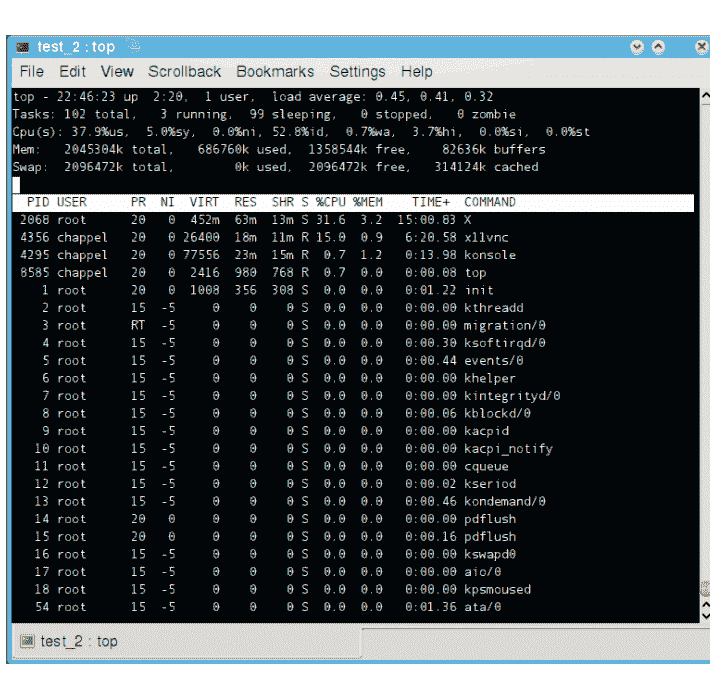 test_2 : top
File Edit View Scrollback Bookmarks Settings Help
top - 22:46:23 up  2:20,  1 user,  load average: 0.45, 0.41, 0.32
Tasks: 102 total,   3 running,  99 sleeping,   0 stopped,   0 zombie
Cpu(s): 37.9%us,  5.0%sy,  0.0%ni, 52.8%id,  0.7%wa,  3.7%hi,  0.0%si,  0.0%st
Mem:   2045304k total,   686760k used,  1358544k free,    82636k buffers
Swap:  2096472k total,        0k used,  2096472k free,   314124k cached
PID USER PR NI VIRT RES SHR S %CPU %MEM TIME+ COMMAND
2068 root 20 0 452m 63m 13m S 31.6 3.2 15:00.83 X
4356 chappel 20 0 26400 18m 11m R 15.0 0.9 6:20.58 x11vnc
4295 chappel 20 0 77556 23m 15m R 0.7 1.2 0:13.98 konsole
8585 chappel 20 0 2416 980 768 R 0.7 0.0 0:00.08 top
1 root 20 0 1008 356 308 S 0.0 0.0 0:01.22 init
2 root 15 -5 0 0 0 S 0.0 0.0 0:00.00 kthreadd
3 root RT -5 0 0 0 S 0.0 0.0 0:00.00 migration/0
4 root 15 -5 0 0 0 S 0.0 0.0 0:00.30 ksoftirqd/0
5 root 15 -5 0 0 0 S 0.0 0.0 0:00.44 events/0
6 root 15 -5 0 0 0 S 0.0 0.0 0:00.00 khelper
7 root 15 -5 0 0 0 S 0.0 0.0 0:00.00 kintegrityd/0
8 root 15 -5 0 0 0 S 0.0 0.0 0:00.06 kblockd/0
9 root 15 -5 0 0 0 S 0.0 0.0 0:00.00 kacpid
10 root 15 -5 0 0 0 S 0.0 0.0 0:00.00 kacpi_notify
11 root 15 -5 0 0 0 S 0.0 0.0 0:00.00 cqueue
12 root 15 -5 0 0 0 S 0.0 0.0 0:00.02 kseriod
13 root 15 -5 0 0 0 S 0.0 0.0 0:00.46 kondemand/0
14 root 20 0 0 0 0 S 0.0 0.0 0:00.00 pdflush
15 root 20 0 0 0 0 S 0.0 0.0 0:00.16 pdflush
16 root 15 -5 0 0 0 S 0.0 0.0 0:00.00 kswapd0
17 root 15 -5 0 0 0 S 0.0 0.0 0:00.00 aio/0
18 root 15 -5 0 0 0 S 0.0 0.0 0:00.00 kpsmoused
54 root 15 -5 0 0 0 S 0.0 0.0 0:01.36 ata/0
test_2 : top